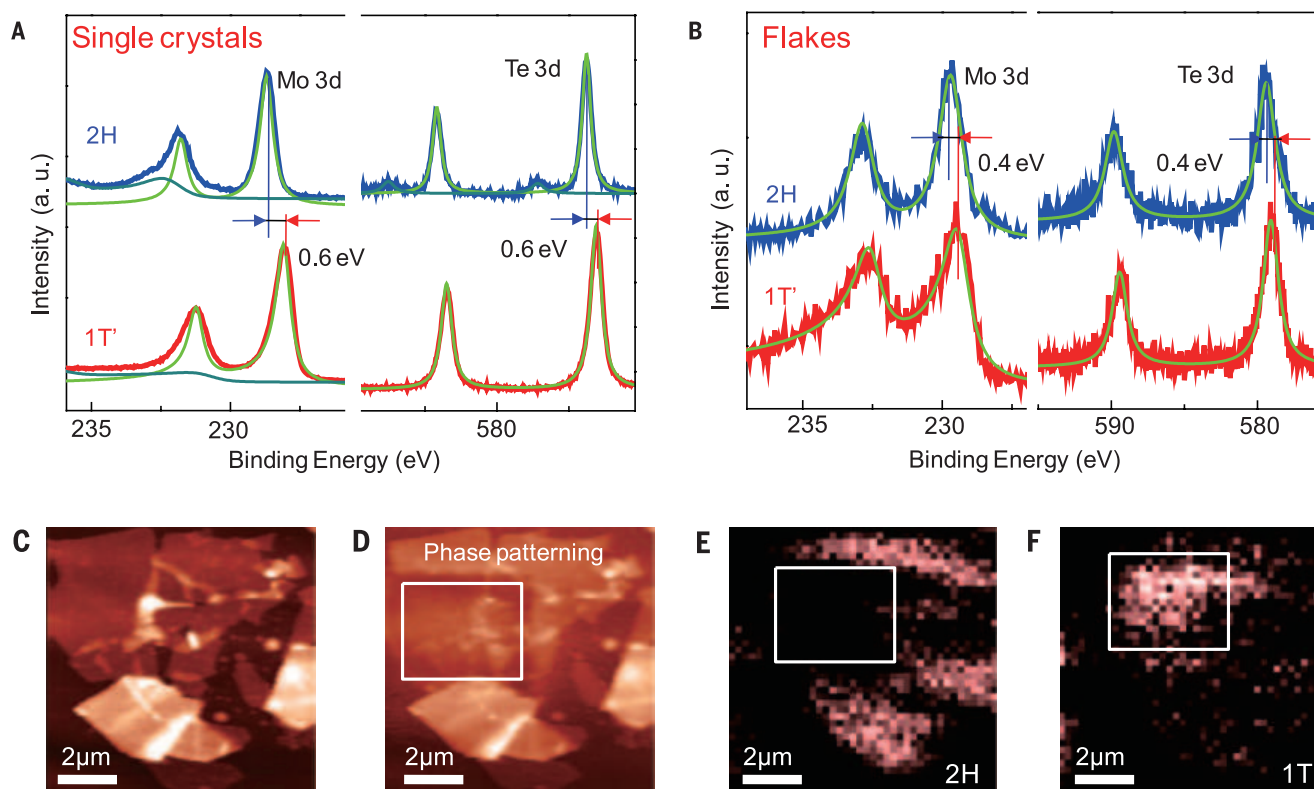 A
Single crystals
Mo 3d
Te 3d
2H
0.6 eV
0.6 eV
1T’
Intensity (a. u.)
235
230
580
Binding Energy (eV)
B
Flakes
Mo 3d
Te 3d
0.4 eV
0.4 eV
2H
1T’
Intensity (a. u.)
235
230
590
580
Binding Energy (eV)
C
2µm
D
Phase patterning
2µm
E
2µm
2H
F
2µm
1T